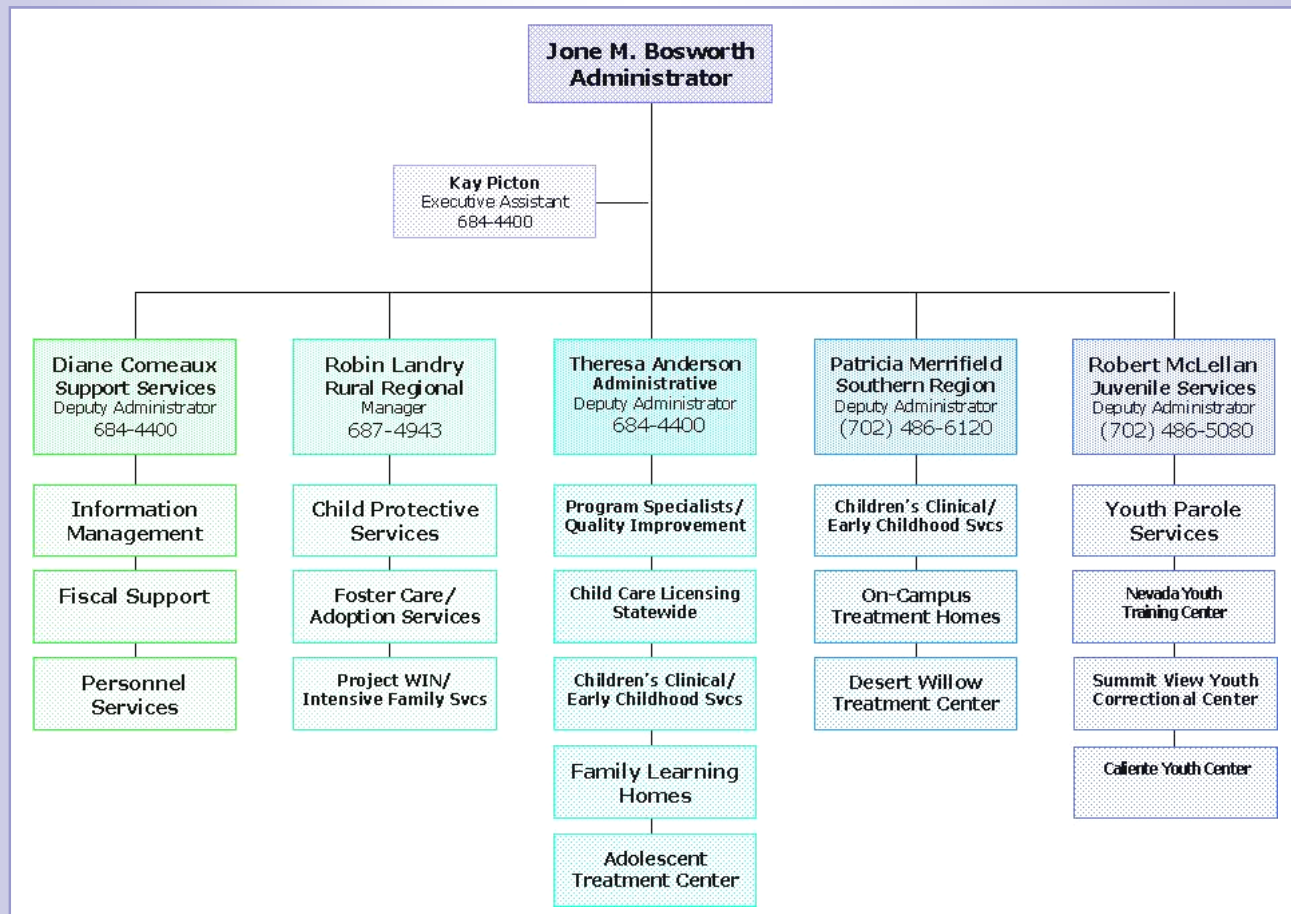 Jone M. Bosworth
Administrator
Kay Picton
Executive Assistant
684-4400
Diane Comeaux
Support Services
Deputy Administrator
684-4400
Information
Management
Fiscal Support
Personnel
Services
Robin Landry
Rural Regional
Manager
687-4943
Child Protective
Services
Foster Care/
Adoption Services
Project WIN/
Intensive Family Svcs
Theresa Anderson
Administrative
Deputy Administrator
684-4400
Program Specialists/
Quality Improvement
Child Care Licensing
Statewide
Children's Clinical/
Early Childhood Svcs
Family Learning
Homes
Adolescent
Treatment Center
Patricia Merrifield
Southern Region
Deputy Administrator
(702) 486-6120
Children's Clinical/
Early Childhood Svcs
On-Campus
Treatment Homes
Desert Willow
Treatment Center
Robert McLellan
Juvenile Services
Deputy Administrator
(702) 486-5080
Youth Parole
Services
Nevada Youth
Training Center
Summit View Youth
Correctional Center
Caliente Youth Center